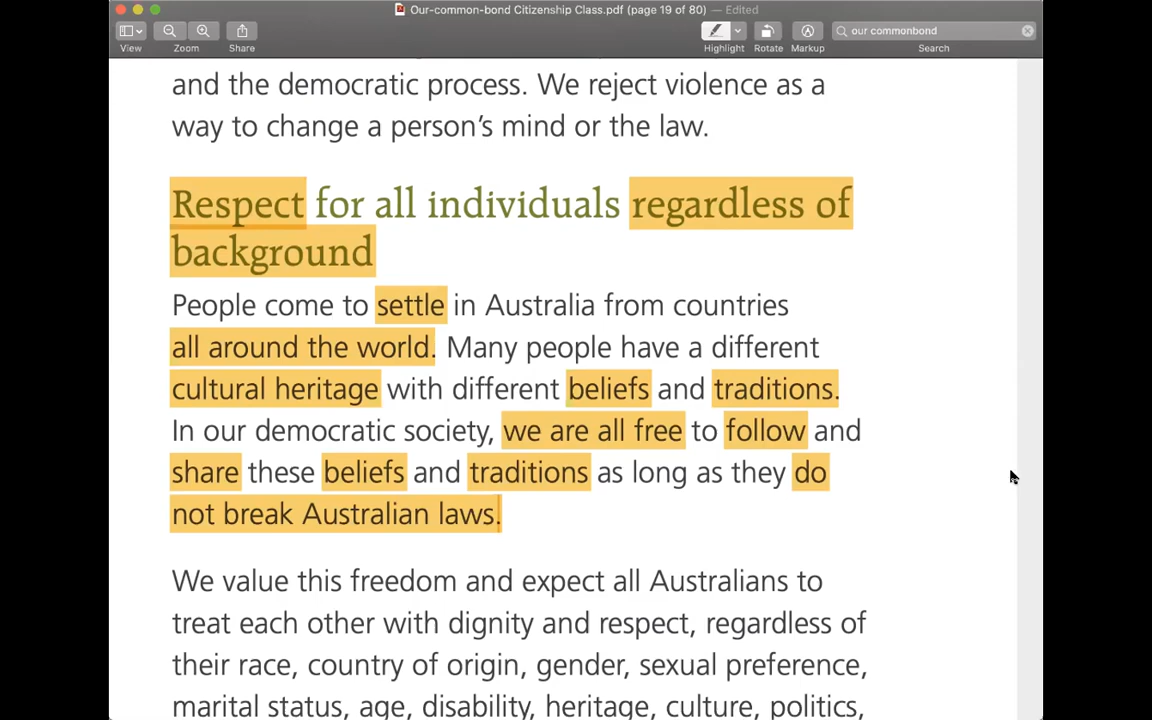 Our-common-bond Citizenship Class.pdf (page 19 of 80) — Edited
our commonbond
View Zoom Share Highlight Rotate Markup Search
and the democratic process. We reject violence as a
way to change a person's mind or the law.
Respect for all individuals regardless of
background
People come to settle in Australia from countries
all around the world. Many people have a different
cultural heritage with different beliefs and traditions.
In our democratic society, we are all free to follow and
share these beliefs and traditions as long as they do
not break Australian laws.
We value this freedom and expect all Australians to
treat each other with dignity and respect, regardless of
their race, country of origin, gender, sexual preference,
marital status, age, disability, heritage, culture, politics,